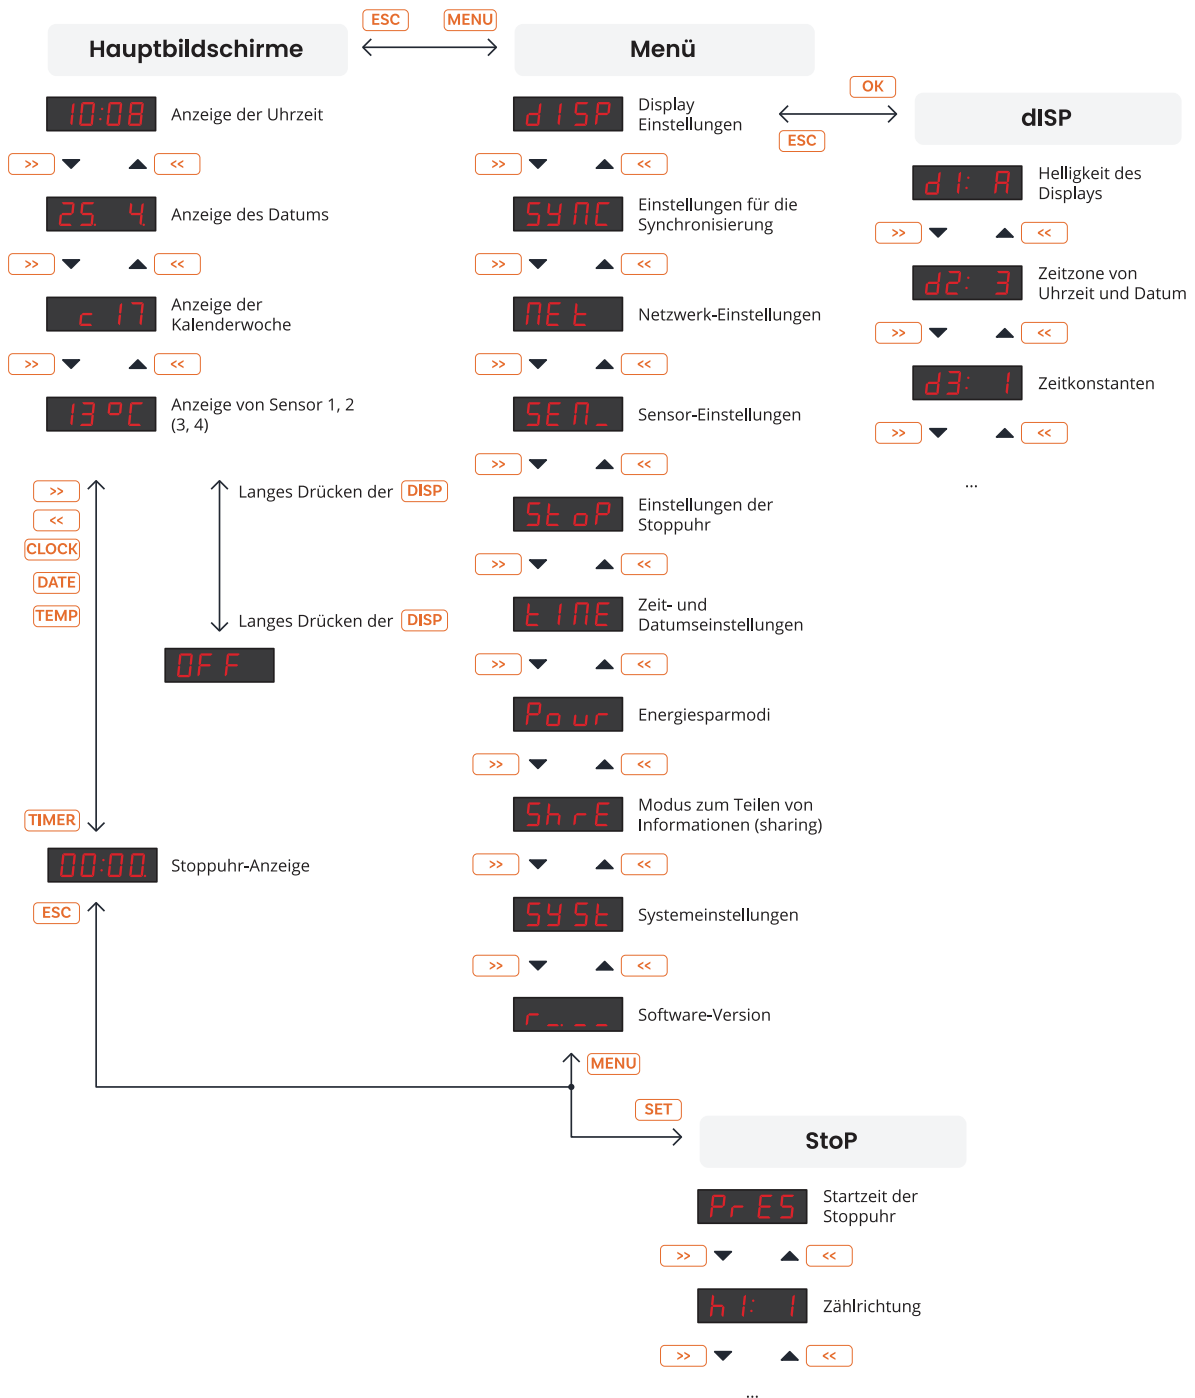 ESC
MENU
Hauptbildschirme
Menü
10:08
Anzeige der Uhrzeit
>>
<<
25. 4.
Anzeige des Datums
>>
<<
c 17
Anzeige der
Kalenderwoche
>>
<<
13 °C
Anzeige von Sensor 1, 2
(3, 4)
>>
<<
CLOCK
DATE
TEMP
Langes Drücken der DISP
Langes Drücken der DISP
OFF
TIMER
00:00.
Stoppuhr-Anzeige
ESC
dISP
Display
Einstellungen
>>
<<
SYNC
Einstellungen für die
Synchronisierung
>>
<<
NEt
Netzwerk-Einstellungen
>>
<<
SEN_
Sensor-Einstellungen
>>
<<
StoP
Einstellungen der
Stoppuhr
>>
<<
tIME
Zeit- und
Datumseinstellungen
>>
<<
Pour
Energiesparmodi
>>
<<
ShrE
Modus zum Teilen von
Informationen (sharing)
>>
<<
SYSt
Systemeinstellungen
>>
<<
r _._ _
Software-Version
MENU
SET
OK
ESC
dISP
d1: A
Helligkeit des
Displays
>>
<<
d2: 3
Zeitzone von
Uhrzeit und Datum
>>
<<
d3: 1
Zeitkonstanten
>>
<<
...
StoP
PrES
Startzeit der
Stoppuhr
>>
<<
h1: 1
Zählrichtung
>>
<<
...